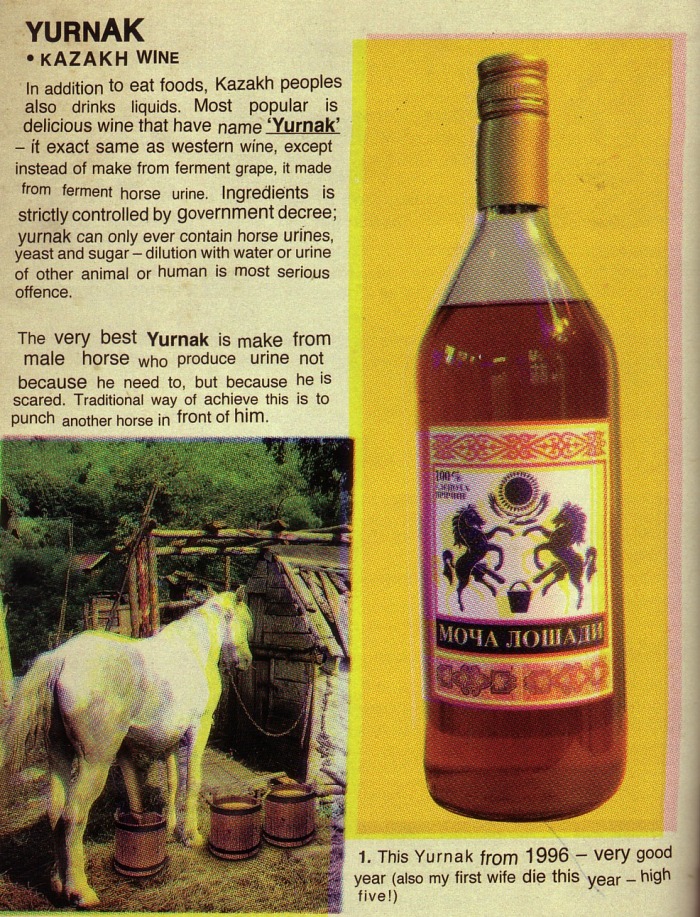 YURNAK
• KAZAKH WINE
In addition to eat foods, Kazakh peoples
also drinks liquids. Most popular is
delicious wine that have name ‘Yurnak’
– it exact same as western wine, except
instead of make from ferment grape, it made
from ferment horse urine. Ingredients is
strictly controlled by government decree;
yurnak can only ever contain horse urines,
yeast and sugar – dilution with water or urine
of other animal or human is most serious
offence.
The very best Yurnak is make from
male horse who produce urine not
because he need to, but because he is
scared. Traditional way of achieve this is to
punch another horse in front of him.
100%
МОЧА ЛОШАДИ
1. This Yurnak from 1996 – very good
year (also my first wife die this year – high
five!)